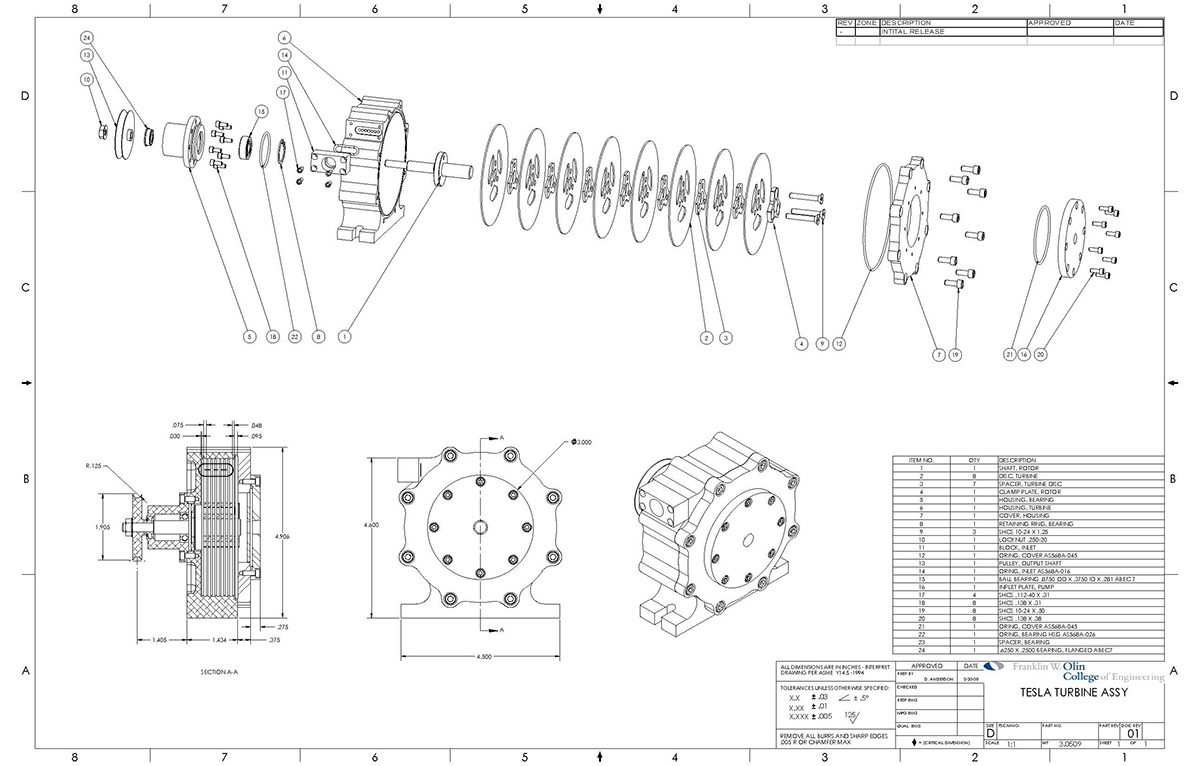 8 7 6 5 4 3 2 1
REV ZONE DESCRIPTION APPROVED DATE
- INTITAL RELEASE
D
D
24
13
10
6
14
11
17
15
5
18
22
8
1
2
3
4
9
12
7
19
21
16
20
C
C
.075
.048
.030
.095
R.125
1.905
4.906
1.405
1.434
.375
.275
SECTION A-A
A
Ø3.000
4.600
4.500
A
B
B
ITEM NO. QTY DESCRIPTION
1 1 SHAFT, ROTOR
2 8 DISC, TURBINE
3 7 SPACER, TURBINE DISC
4 1 CLAMP PLATE, ROTOR
5 1 HOUSING, BEARING
6 1 HOUSING, TURBINE
7 1 COVER, HOUSING
8 1 RETAINING RING, BEARING
9 3 SHCS 10-24 X 1.25
10 1 LOCKNUT .250-20
11 1 BLOCK, INLET
12 1 ORING, COVER AS568A-045
13 1 PULLEY, OUTPUT SHAFT
14 1 ORING, INLET AS568A-016
15 1 BALL BEARING .8750 OD X .3750 ID X .281 ABEC 7
16 1 INFLET PLATE, PUMP
17 4 SHCS .112-40 X .31
18 8 SHCS .138 X .31
19 8 SHCS 10-24 X .50
20 8 SHCS .138 X .38
21 1 ORING, COVER AS568A-045
22 1 ORING, BEARING HSG AS568A-026
23 1 SPACER, BEARING
24 1 .6250 X .2500 BEARING, FLANGED ABEC7
A
A
ALL DIMENSIONS ARE IN INCHES - INTERPRET
DRAWING PER ASME Y14.5 -1994
TOLERANCES UNLESS OTHERWISE SPECIFIED:
X.X ± .03 ∠ ± .5°
X.XX ± .01
X.XXX ± .005 125
REMOVE ALL BURRS AND SHARP EDGES
.005 R OR CHAMFER MAX
APPROVED DATE
PREP BY
D. ANDERSON 5-20-08
CHECKED
RESP ENG
MFG ENG
QUAL ENG
= (CRITICAL DIMENSION)
Franklin W. Olin
College of Engineering
TESLA TURBINE ASSY
SIZE FSCM NO. PART NO. PART REV DOC REV
D 01
SCALE 1:1 WT 3.0509 SHEET 1 OF 1
8 7 6 5 4 3 2 1